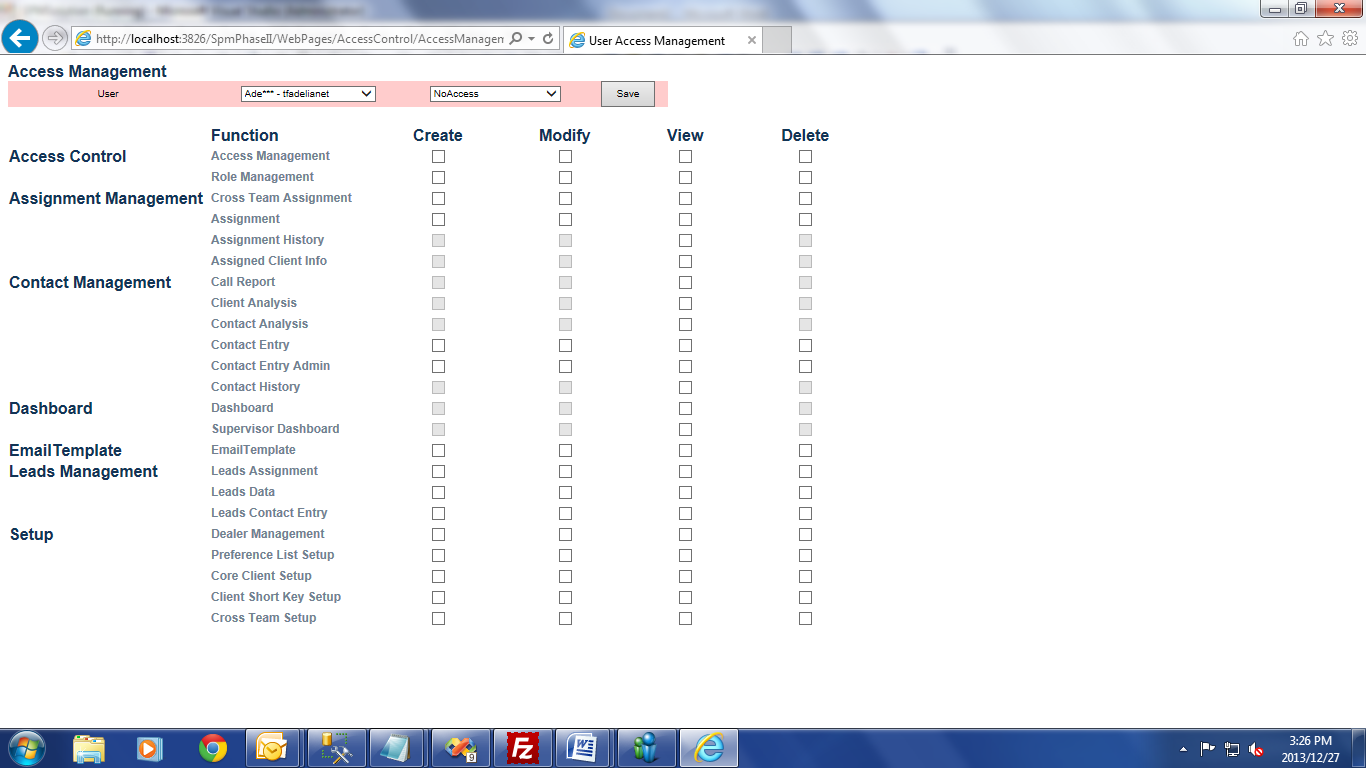 http://localhost:3826/SpmPhaseII/WebPages/AccessControl/AccessManagem
User Access Management
Access Management
User Ade*** - tfadelianet NoAccess Save
Function Create Modify View Delete
Access Control Access Management
Role Management
Assignment Management Cross Team Assignment
Assignment
Assignment History
Assigned Client Info
Contact Management Call Report
Client Analysis
Contact Analysis
Contact Entry
Contact Entry Admin
Contact History
Dashboard Dashboard
Supervisor Dashboard
EmailTemplate EmailTemplate
Leads Management Leads Assignment
Leads Data
Leads Contact Entry
Setup Dealer Management
Preference List Setup
Core Client Setup
Client Short Key Setup
Cross Team Setup
9
Fz
W
3:26 PM
2013/12/27